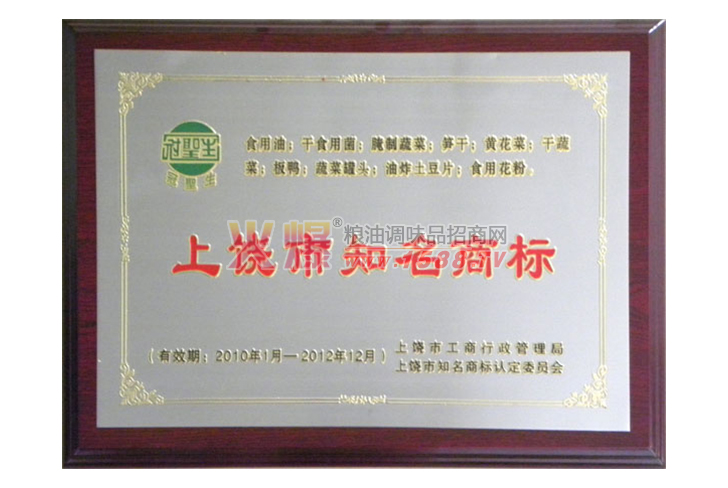 食用油；干食用菌；腌制蔬菜；笋干；黄花菜；干蔬
菜；板鸭；蔬菜罐头；油炸土豆片；食用花粉。
冠聖生
冠聖生
火爆®粮油调味品招商网
上饶市知名商标
(有效期：2010年1月—2012年12月)
上饶市工商行政管理局
上饶市知名商标认定委员会